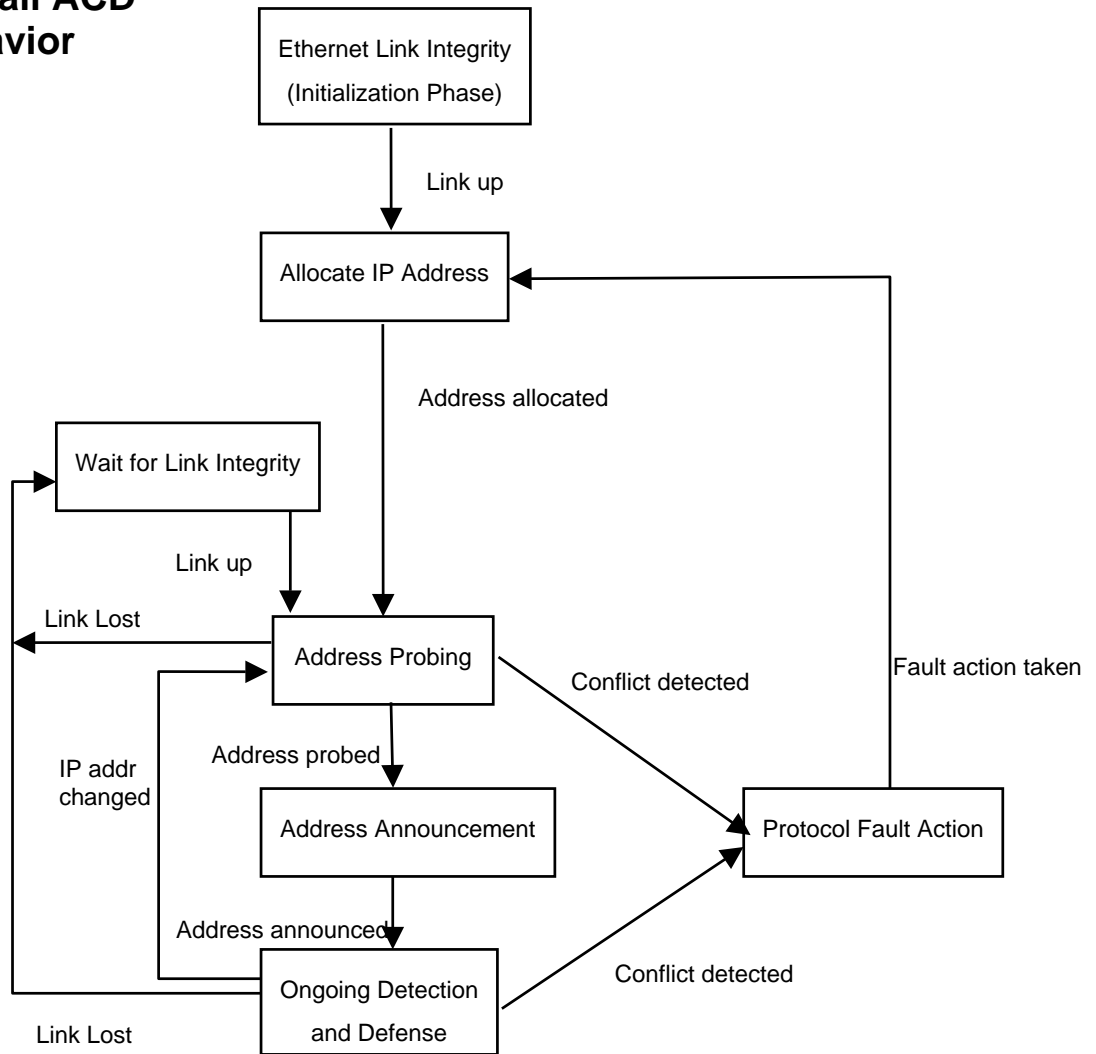 ACD
Ethernet Link Integrity
(Initialization Phase)
Link up
Allocate IP Address
Address allocated
Wait for Link Integrity
Link up
Link Lost
Address Probing
Conflict detected
Fault action taken
Address probed
IP addr
changed
Address Announcement
Protocol Fault Action
Address announced
Ongoing Detection
and Defense
Conflict detected
Link Lost